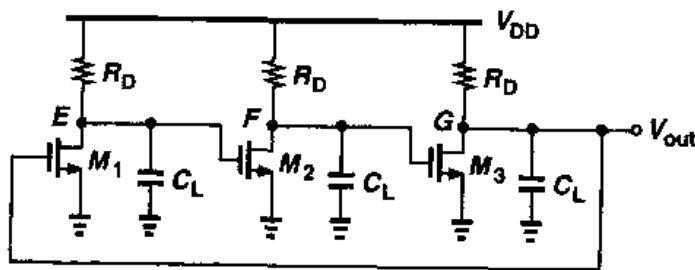 V_DD
R_D R_D R_D
E F G V_out
M_1 M_2 M_3
C_L C_L C_L